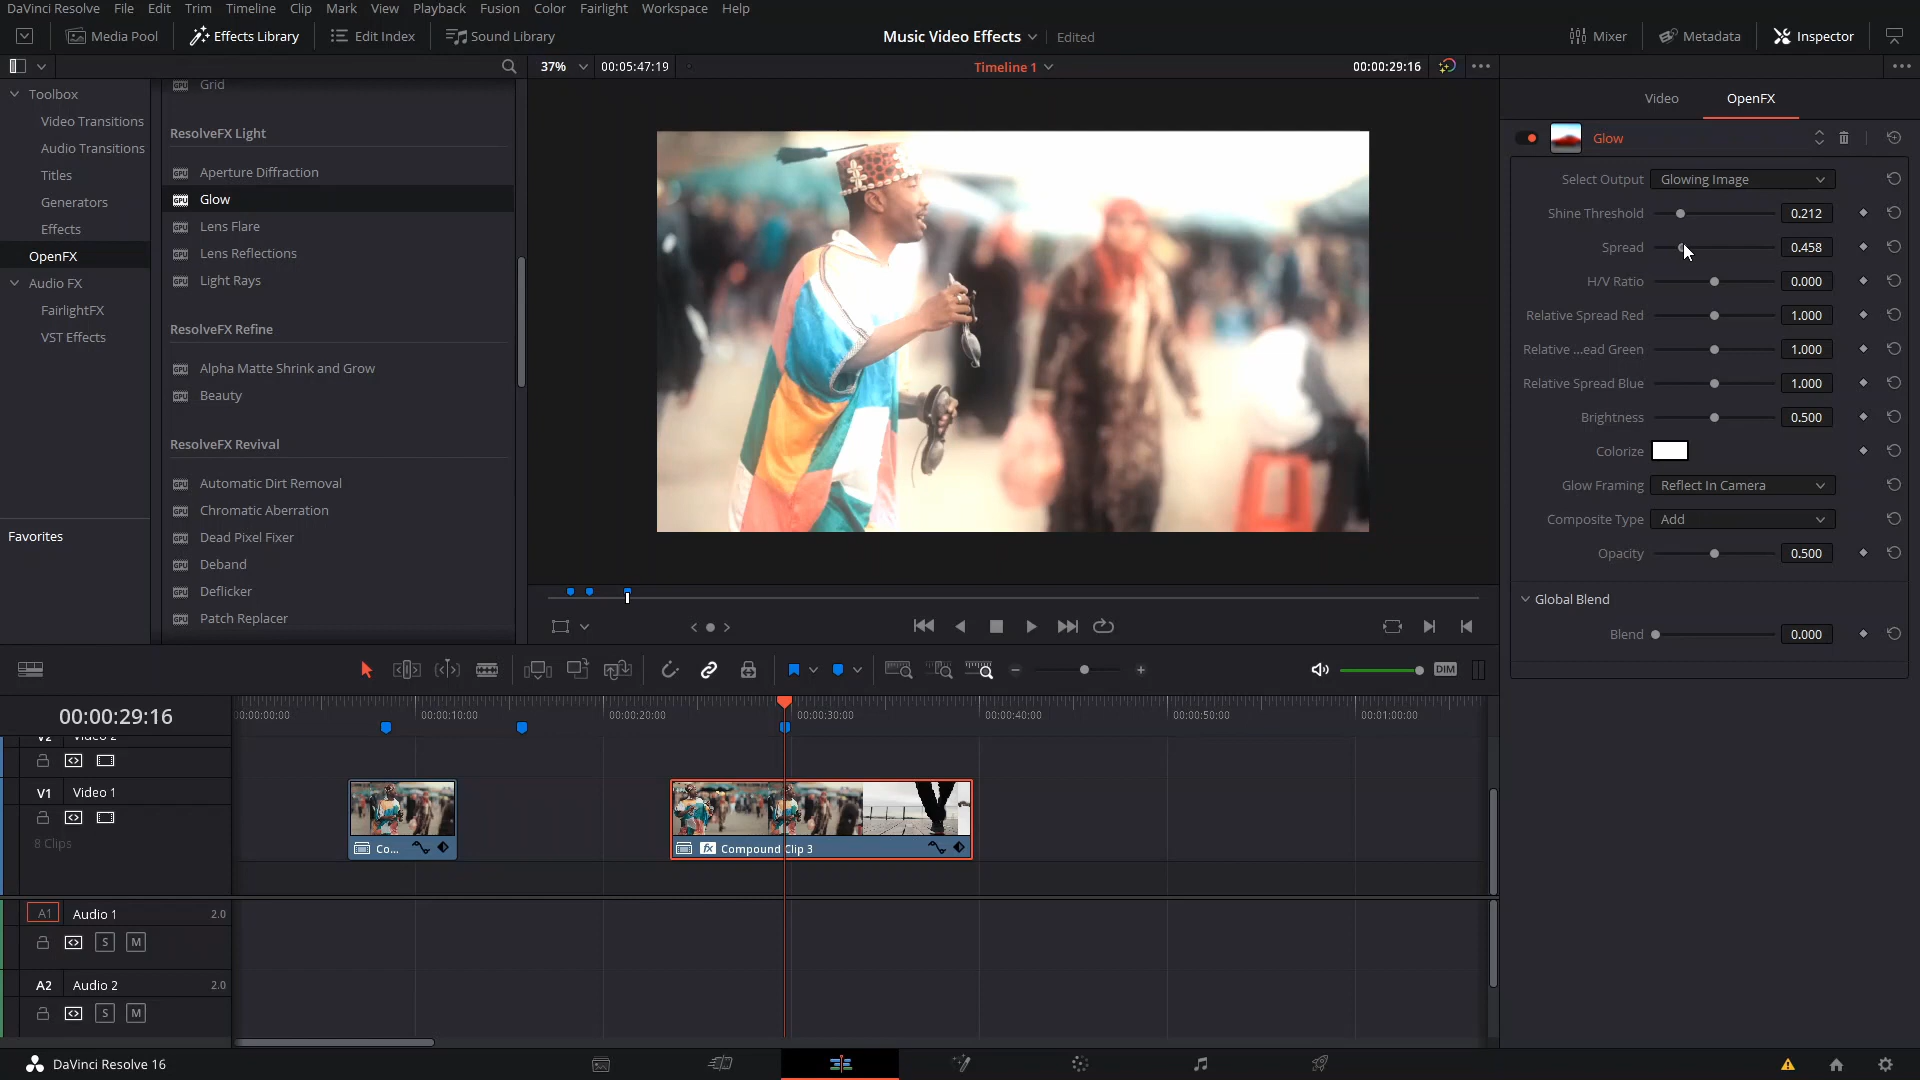 DaVinci Resolve File Edit Trim Timeline Clip Mark View Playback Fusion Color Fairlight Workspace Help
Media Pool Effects Library Edit Index Sound Library Music Video Effects Edited Mixer Metadata Inspector
37% 00:05:47:19 Timeline 1 00:00:29:16
Toolbox
Video Transitions
Audio Transitions
Titles
Generators
Effects
OpenFX
Audio FX
FairlightFX
VST Effects
Favorites
Grid
ResolveFX Light
Aperture Diffraction
Glow
Lens Flare
Lens Reflections
Light Rays
ResolveFX Refine
Alpha Matte Shrink and Grow
Beauty
ResolveFX Revival
Automatic Dirt Removal
Chromatic Aberration
Dead Pixel Fixer
Deband
Deflicker
Patch Replacer
Video OpenFX
Glow
Select Output Glowing Image
Shine Threshold 0.212
Spread 0.458
H/V Ratio 0.000
Relative Spread Red 1.000
Relative ...ead Green 1.000
Relative Spread Blue 1.000
Brightness 0.500
Colorize
Glow Framing Reflect In Camera
Composite Type Add
Opacity 0.500
Global Blend
Blend 0.000
DIM
00:00:29:16
00:00:00 00:00:10:00 00:00:20:00 00:00:30:00 00:00:40:00 00:00:50:00 00:01:00:00
V2 Video 2
V1 Video 1
8 Clips
Co... fx Compound Clip 3
A1 Audio 1 2.0
S M
A2 Audio 2 2.0
S M
DaVinci Resolve 16